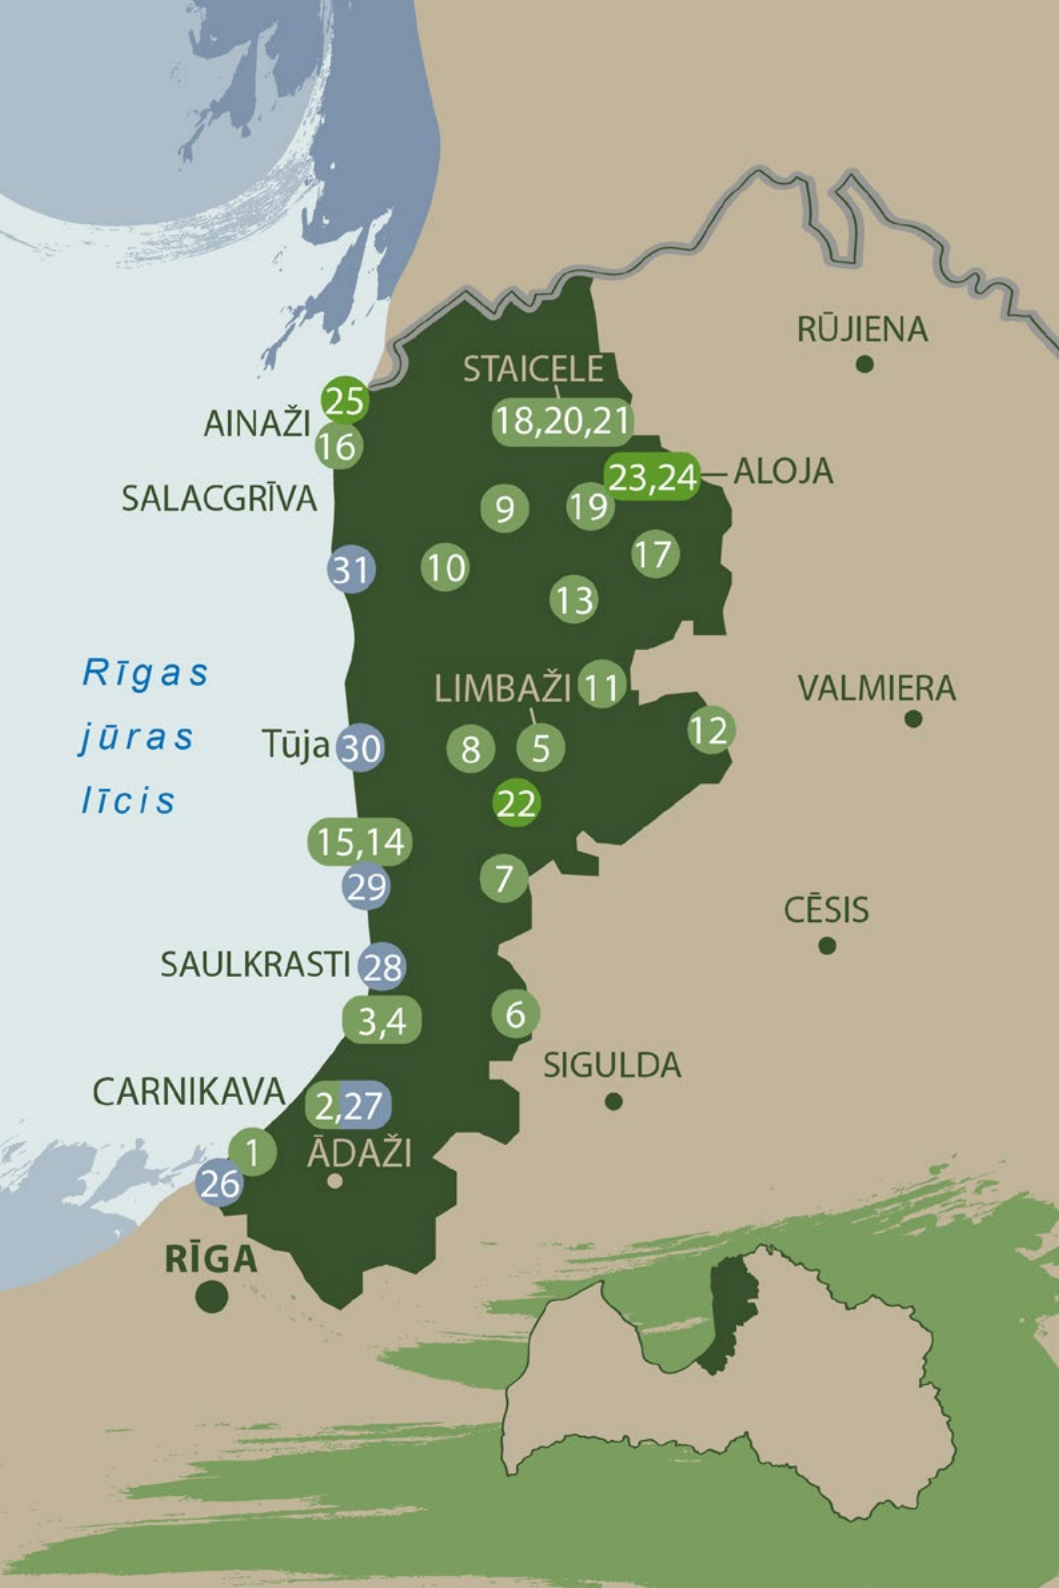 RŪJIENA
STAICELE
25
AINAŽI
18,20,21
16
23,24
ALOJA
SALACGRĪVA
9
19
17
31
10
13
Rīgas
jūras
līcis
LIMBAŽI
11
VALMIERA
12
Tūja
30
8
5
22
15,14
29
7
CĒSIS
SAULKRASTI
28
3,4
6
SIGULDA
CARNIKAVA
2,27
1
ĀDAŽI
26
RĪGA